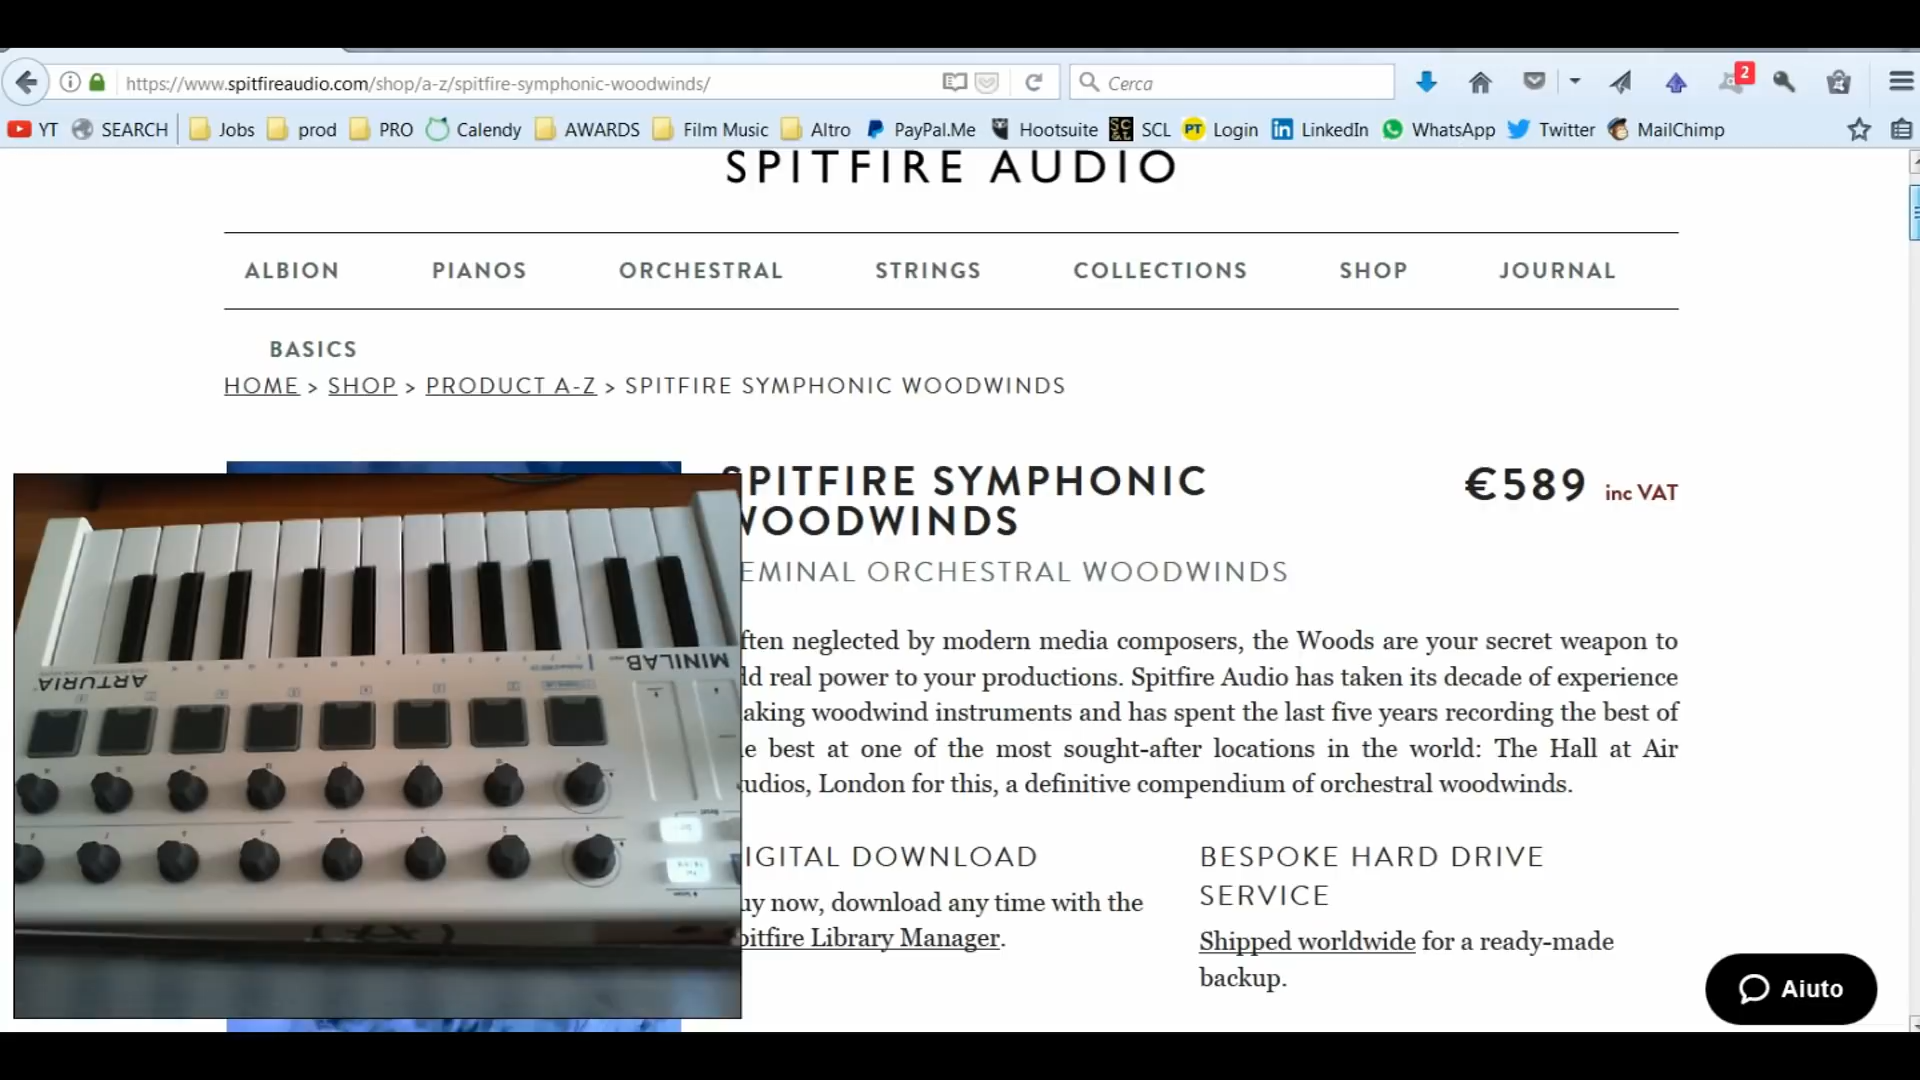 https://www.spitfireaudio.com/shop/a-z/spitfire-symphonic-woodwinds/
Cerca
2
YT SEARCH Jobs prod PRO Calendy AWARDS Film Music Altro PayPal.Me Hootsuite SCL Login LinkedIn WhatsApp Twitter MailChimp
SPITFIRE AUDIO
ALBION PIANOS ORCHESTRAL STRINGS COLLECTIONS SHOP JOURNAL
BASICS
HOME > SHOP > PRODUCT A-Z > SPITFIRE SYMPHONIC WOODWINDS
SPITFIRE SYMPHONIC
WOODWINDS
€589 inc VAT
EMINAL ORCHESTRAL WOODWINDS
ften neglected by modern media composers, the Woods are your secret weapon to
dd real power to your productions. Spitfire Audio has taken its decade of experience
aking woodwind instruments and has spent the last five years recording the best of
e best at one of the most sought-after locations in the world: The Hall at Air
udios, London for this, a definitive compendium of orchestral woodwinds.
IGITAL DOWNLOAD
uy now, download any time with the
pitfire Library Manager.
BESPOKE HARD DRIVE
SERVICE
Shipped worldwide for a ready-made
backup.
Aiuto
MINILAB
ARTURIA